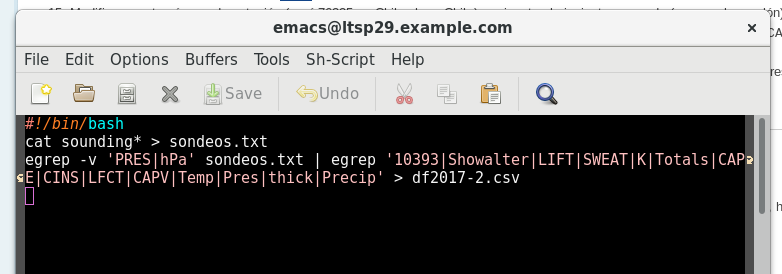 emacs@ltsp29.example.com
File Edit Options Buffers Tools Sh-Script Help
Save Undo
#!/bin/bash
cat sounding* > sondeos.txt
egrep -v 'PRES|hPa' sondeos.txt | egrep '10393|Showalter|LIFT|SWEAT|K|Totals|CAP
E|CINS|LFCT|CAPV|Temp|Pres|thick|Precip' > df2017-2.csv